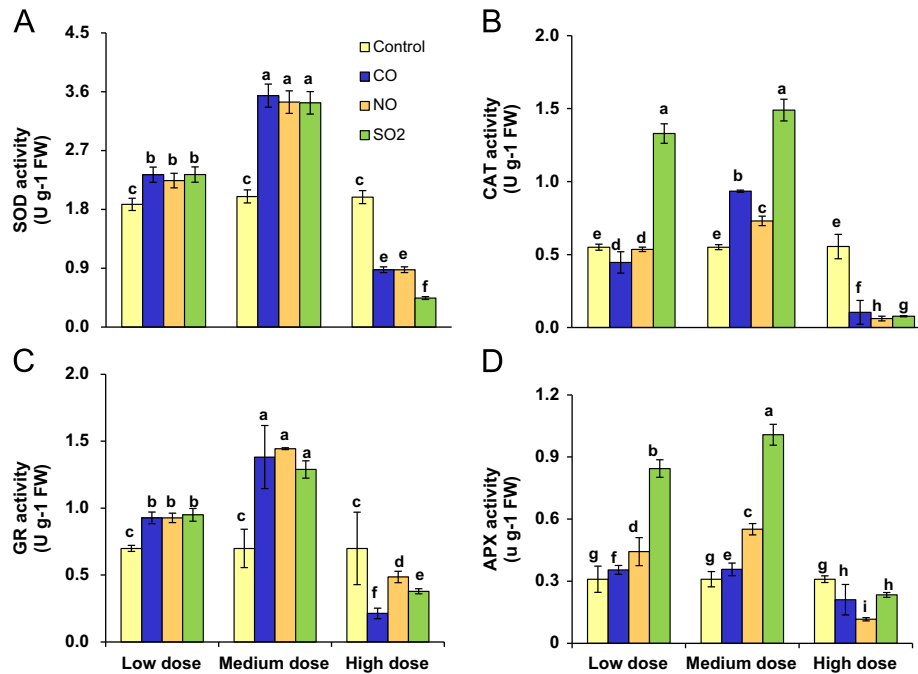 A
SOD activity
(U g-1 FW)
4.5
3.6
2.7
1.8
0.9
0.0
Control
CO
NO
SO2
c b b b
c a a a
c e e f
B
CAT activity
(U g-1 FW)
2.0
1.5
1.0
0.5
0.0
e d d a
e b c a
e f h g
C
GR activity
(U g-1 FW)
2.0
1.5
1.0
0.5
0.0
c b b b
c a a a
c f d e
Low dose Medium dose High dose
D
APX activity
(u g-1 FW)
1.2
0.9
0.6
0.3
0
g f d b
g e c a
g h i h
Low dose Medium dose High dose